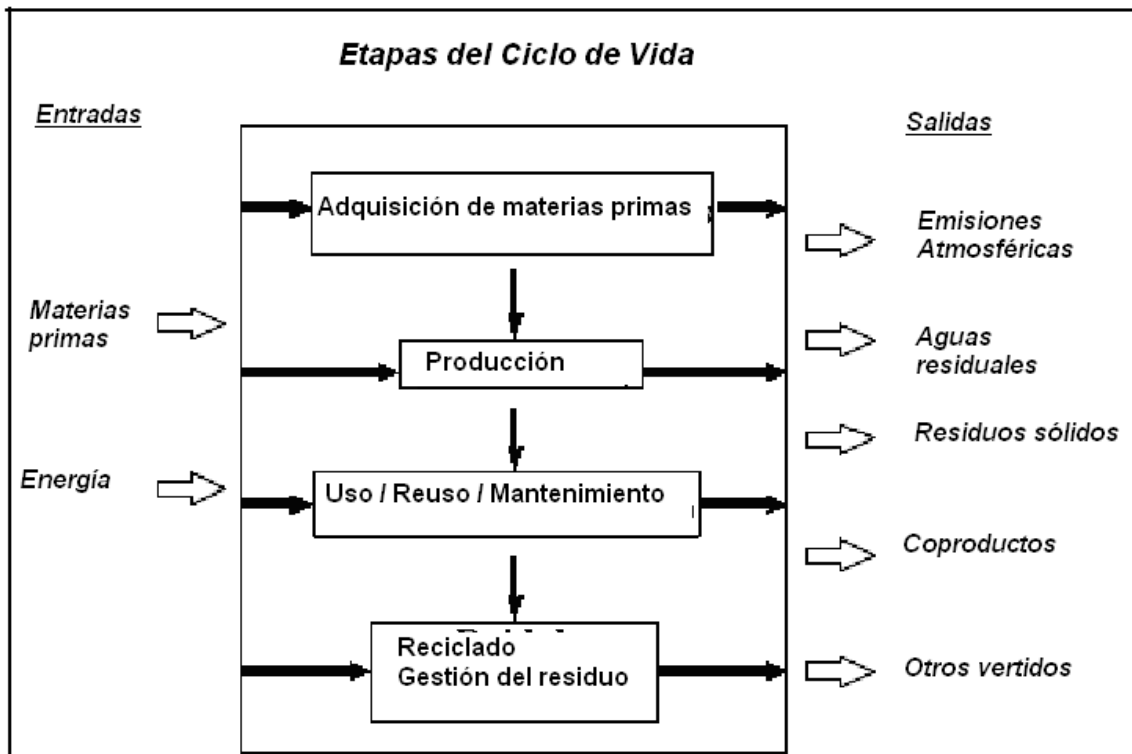 Etapas del Ciclo de Vida
Entradas
Salidas
Adquisición de materias primas
Emisiones
Atmosféricas
Materias
primas
Producción
Aguas
residuales
Residuos sólidos
Energía
Uso / Reuso / Mantenimiento
Coproductos
Reciclado
Gestión del residuo
Otros vertidos